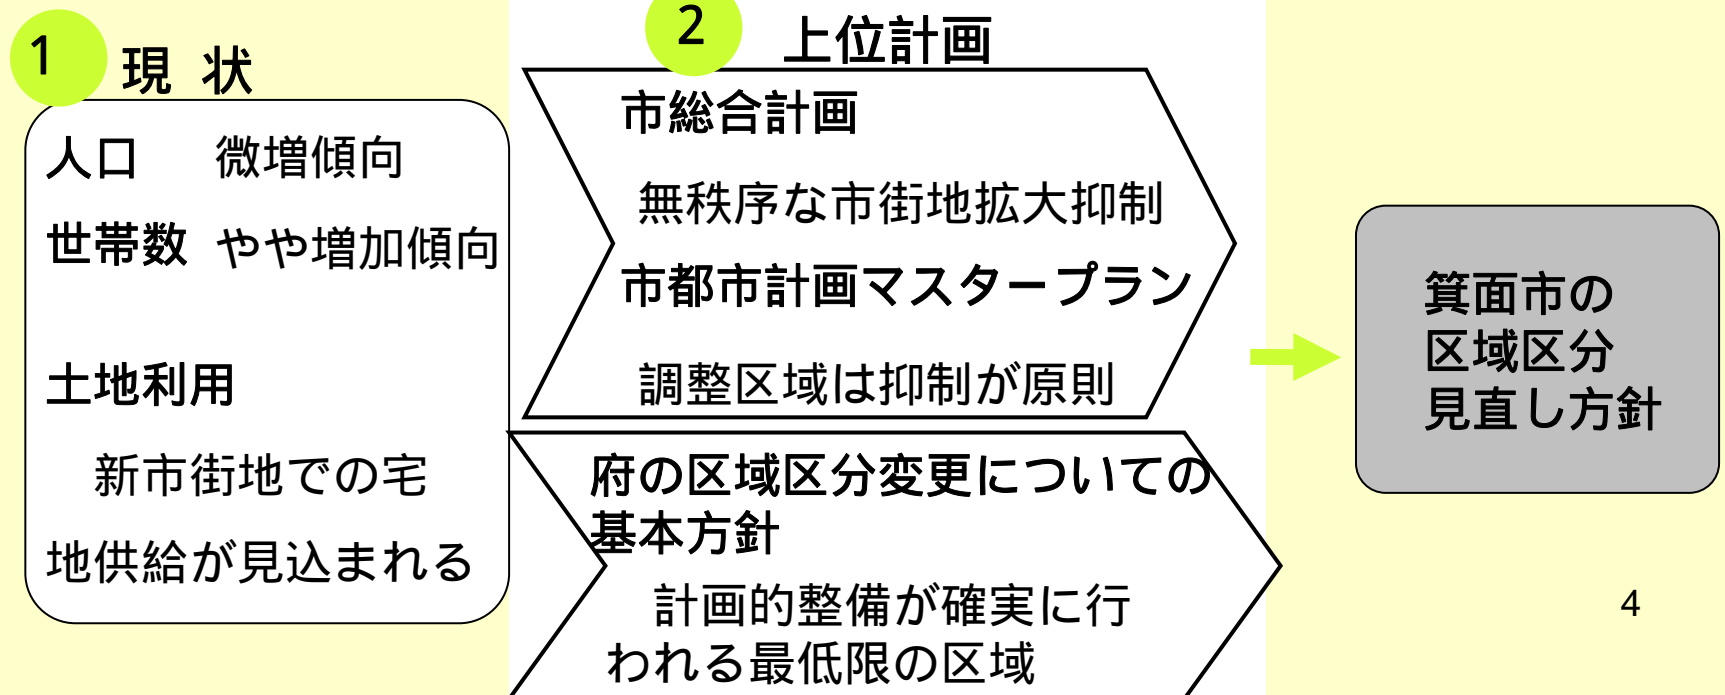 1
現 状
人口 微増傾向
世帯数 やや増加傾向
土地利用
新市街地での宅
地供給が見込まれる
2
上位計画
市総合計画
無秩序な市街地拡大抑制
市都市計画マスタープラン
調整区域は抑制が原則
府の区域区分変更についての
基本方針
計画的整備が確実に行
われる最低限の区域
箕面市の
区域区分
見直し方針
4